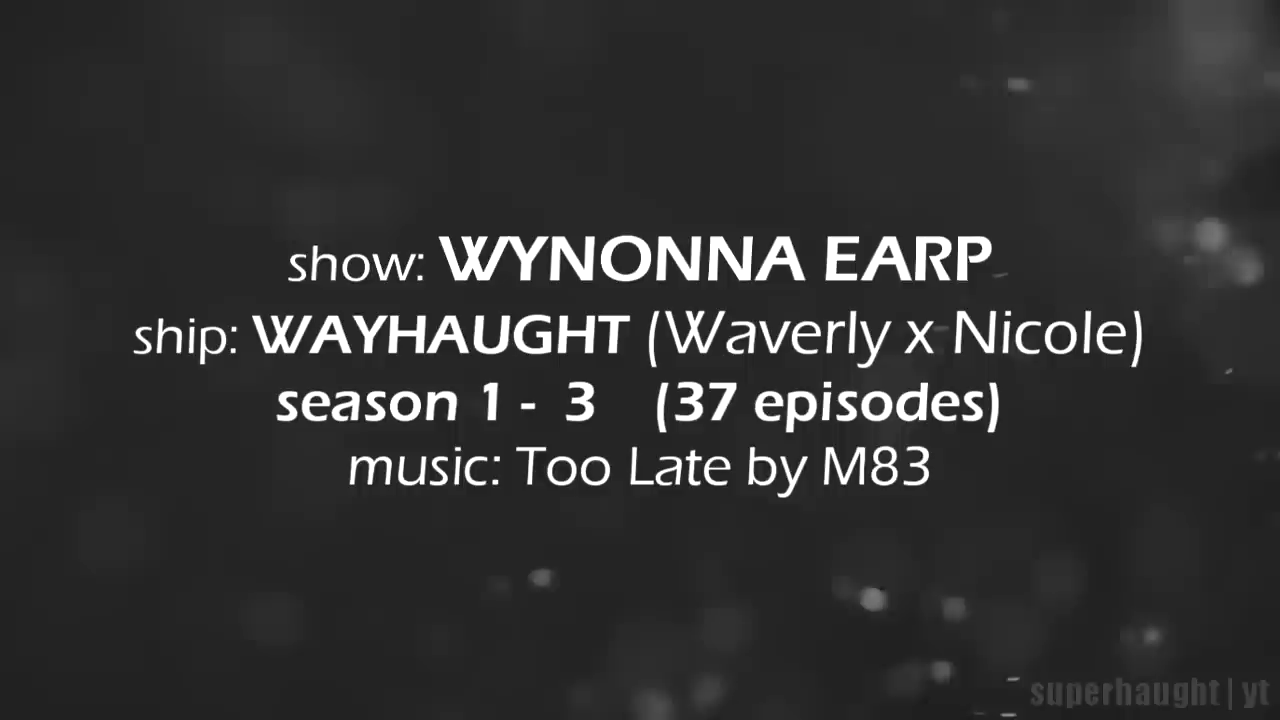 show: WYNONNA EARP
ship: WAYHAUGHT (Waverly x Nicole)
season 1 - 3 (37 episodes)
music: Too Late by M83
superhaught | yt